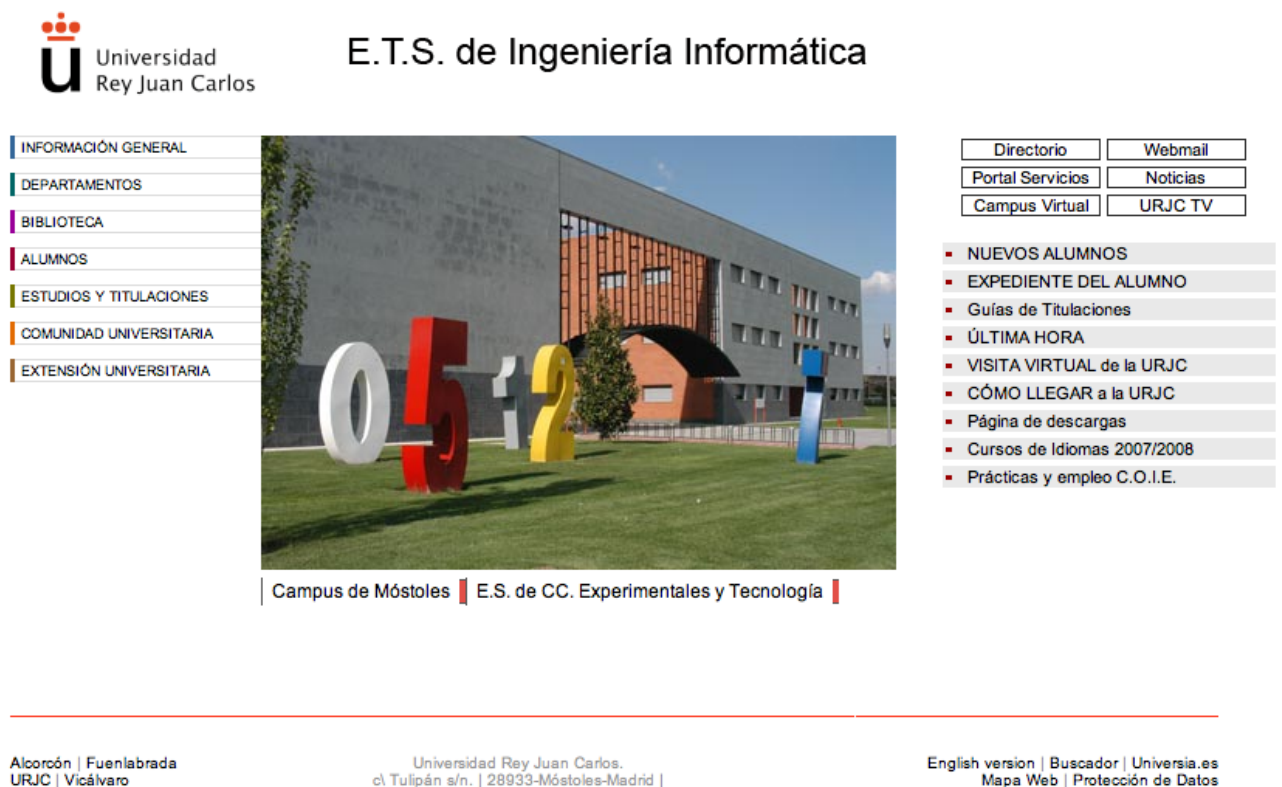 Universidad
Rey Juan Carlos
E.T.S. de Ingeniería Informática
INFORMACIÓN GENERAL
DEPARTAMENTOS
BIBLIOTECA
ALUMNOS
ESTUDIOS Y TITULACIONES
COMUNIDAD UNIVERSITARIA
EXTENSIÓN UNIVERSITARIA
0 5 1 2 i
Campus de Móstoles
E.S. de CC. Experimentales y Tecnología
Directorio
Webmail
Portal Servicios
Noticias
Campus Virtual
URJC TV
NUEVOS ALUMNOS
EXPEDIENTE DEL ALUMNO
Guías de Titulaciones
ÚLTIMA HORA
VISITA VIRTUAL de la URJC
CÓMO LLEGAR a la URJC
Página de descargas
Cursos de Idiomas 2007/2008
Prácticas y empleo C.O.I.E.
Alcorcón | Fuenlabrada
URJC | Vicálvaro
Universidad Rey Juan Carlos.
c\ Tulipán s/n. | 28933-Móstoles-Madrid |
English version | Buscador | Universia.es
Mapa Web | Protección de Datos